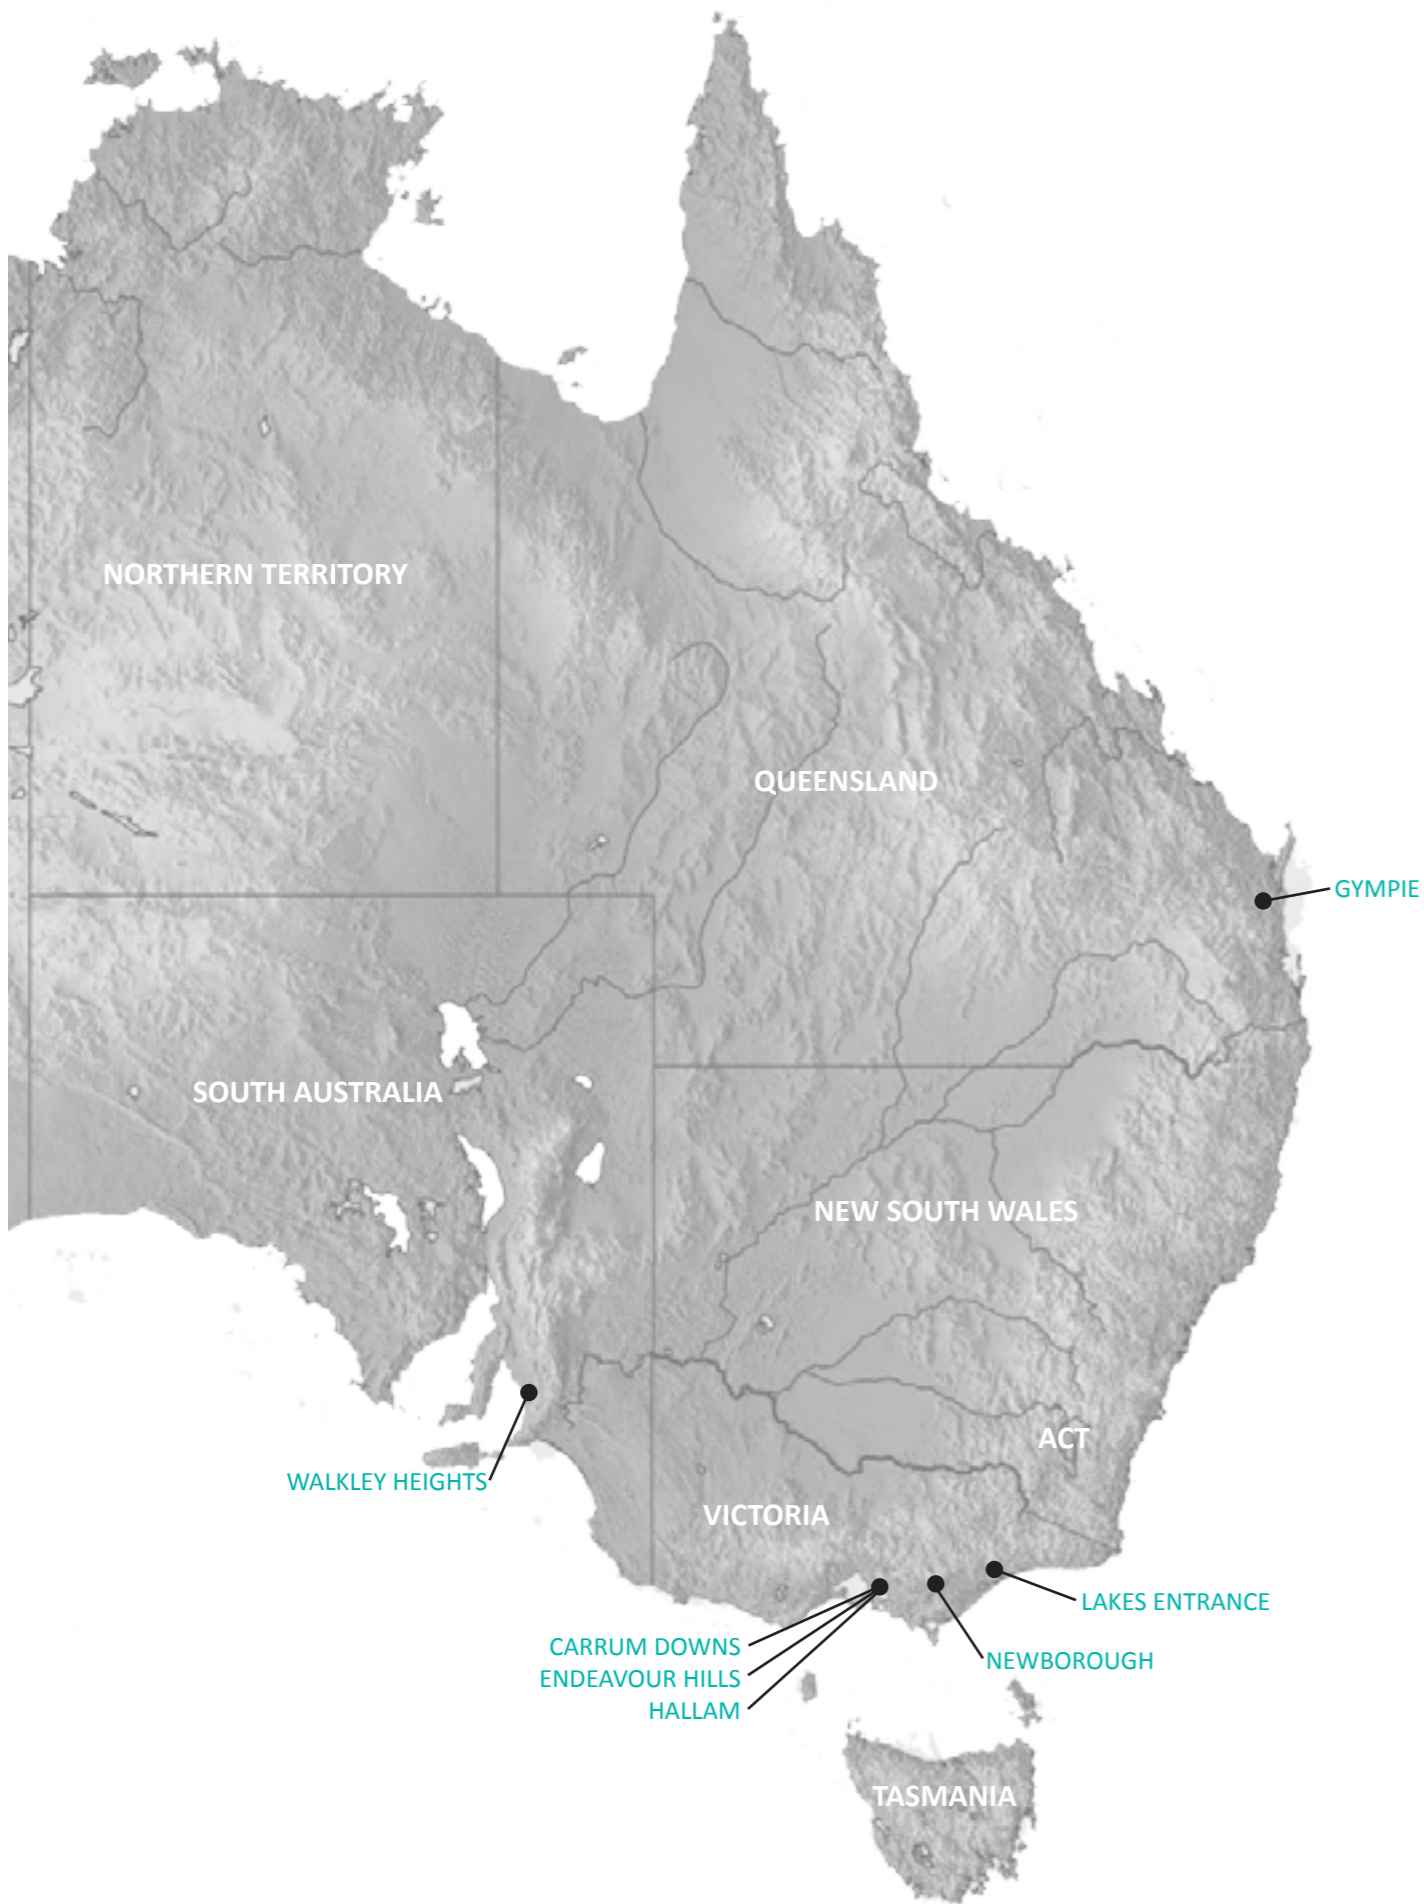 NORTHERN TERRITORY
QUEENSLAND
GYMPIE
SOUTH AUSTRALIA
NEW SOUTH WALES
ACT
WALKLEY HEIGHTS
VICTORIA
LAKES ENTRANCE
CARRUM DOWNS
NEWBOROUGH
ENDEAVOUR HILLS
HALLAM
TASMANIA